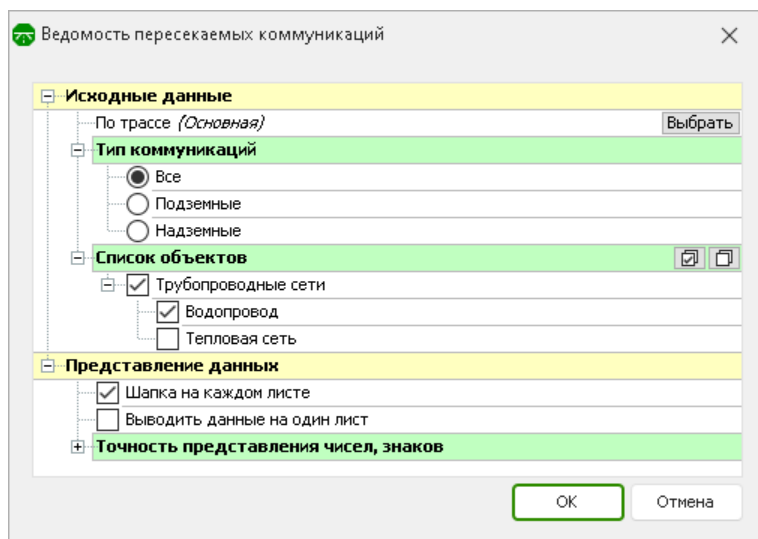 Ведомость пересекаемых коммуникаций
Исходные данные
По трассе (Основная) Выбрать
Тип коммуникаций
Все
Подземные
Надземные
Список объектов
Трубопроводные сети
Водопровод
Тепловая сеть
Представление данных
Шапка на каждом листе
Выводить данные на один лист
Точность представления чисел, знаков
ОК Отмена